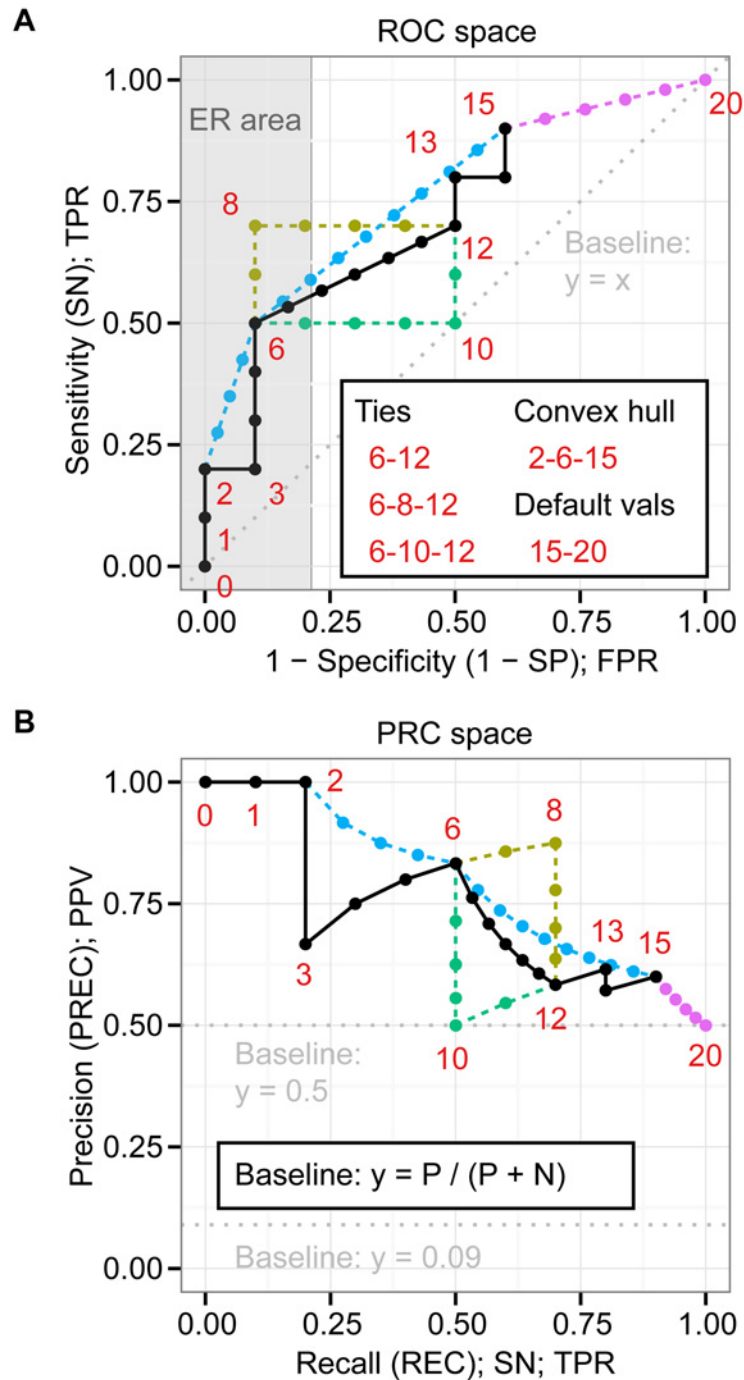 A
ROC space
Sensitivity (SN); TPR
1.00
0.75
0.50
0.25
0.00
ER area
15
20
13
8
12
Baseline:
y = x
6
10
2
3
1
0
Ties
Convex hull
6-12
2-6-15
6-8-12
Default vals
6-10-12
15-20
0.00
0.25
0.50
0.75
1.00
1 − Specificity (1 − SP); FPR
B
PRC space
Precision (PREC); PPV
1.00
0.75
0.50
0.25
0.00
0
1
2
6
8
3
13
15
12
10
20
Baseline:
y = 0.5
Baseline: y = P / (P + N)
Baseline: y = 0.09
0.00
0.25
0.50
0.75
1.00
Recall (REC); SN; TPR